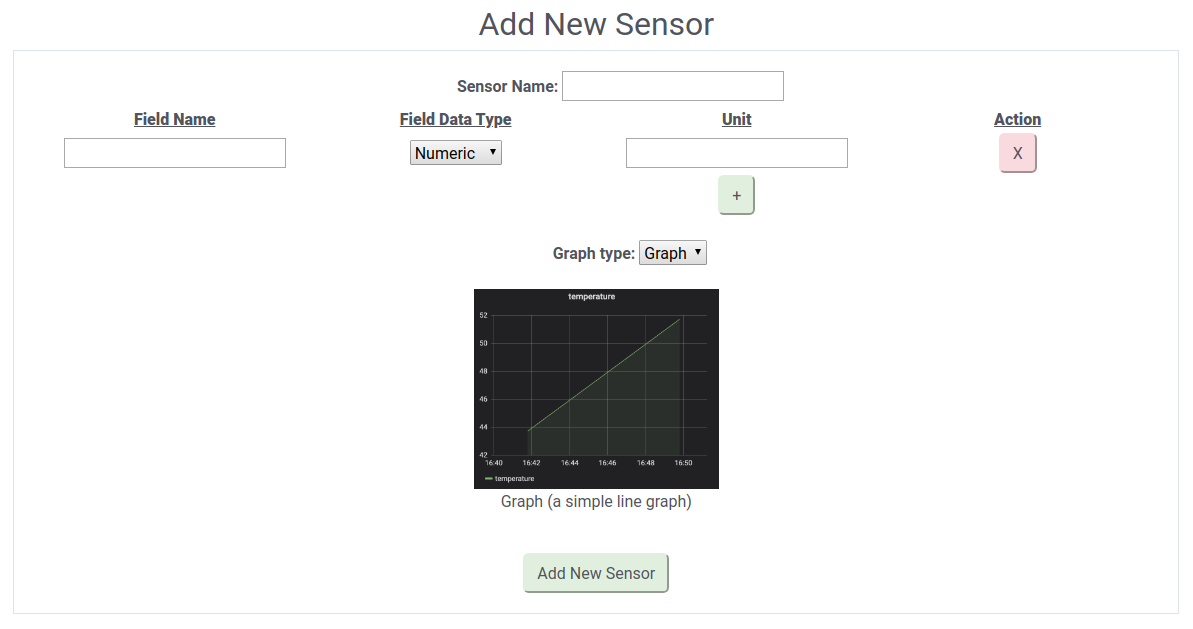 Add New Sensor
Sensor Name:
Field Name Field Data Type Unit Action
Numeric X
+
Graph type: Graph
temperature
52
50
48
46
44
42
16:40 16:42 16:44 16:46 16:48 16:50
temperature
Graph (a simple line graph)
Add New Sensor